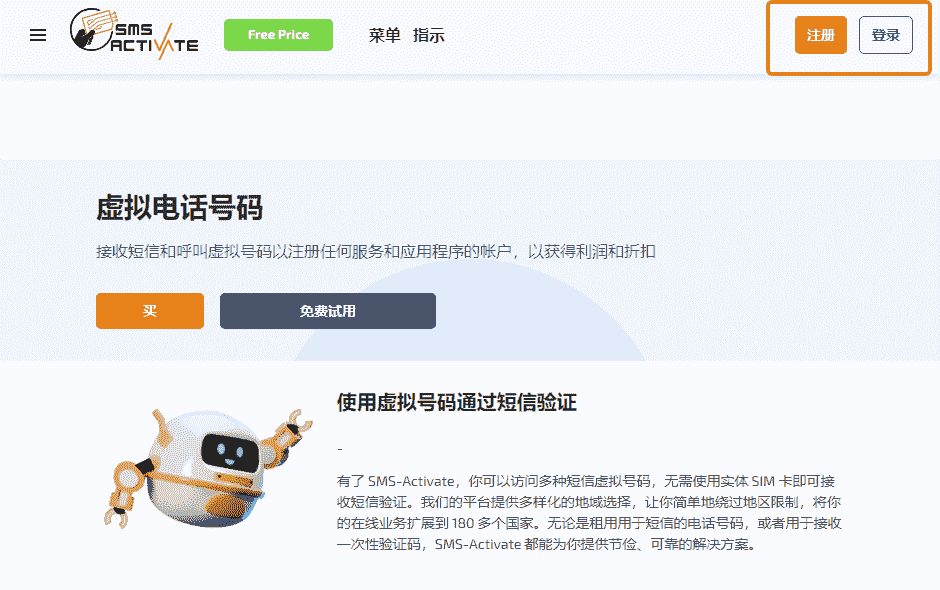 SMS ACTIVATE
Free Price
菜单 指示
注册 登录
虚拟电话号码
接收短信和呼叫虚拟号码以注册任何服务和应用程序的帐户，以获得利润和折扣
买 免费试用
使用虚拟号码通过短信验证
-
有了 SMS-Activate，你可以访问多种短信虚拟号码，无需使用实体 SIM 卡即可接
收短信验证。我们的平台提供多样化的地域选择，让你简单地绕过地区限制，将你
的在线业务扩展到 180 多个国家。无论是租用用于短信的电话号码，或者用于接收
一次性验证码，SMS-Activate 都能为你提供节俭、可靠的解决方案。